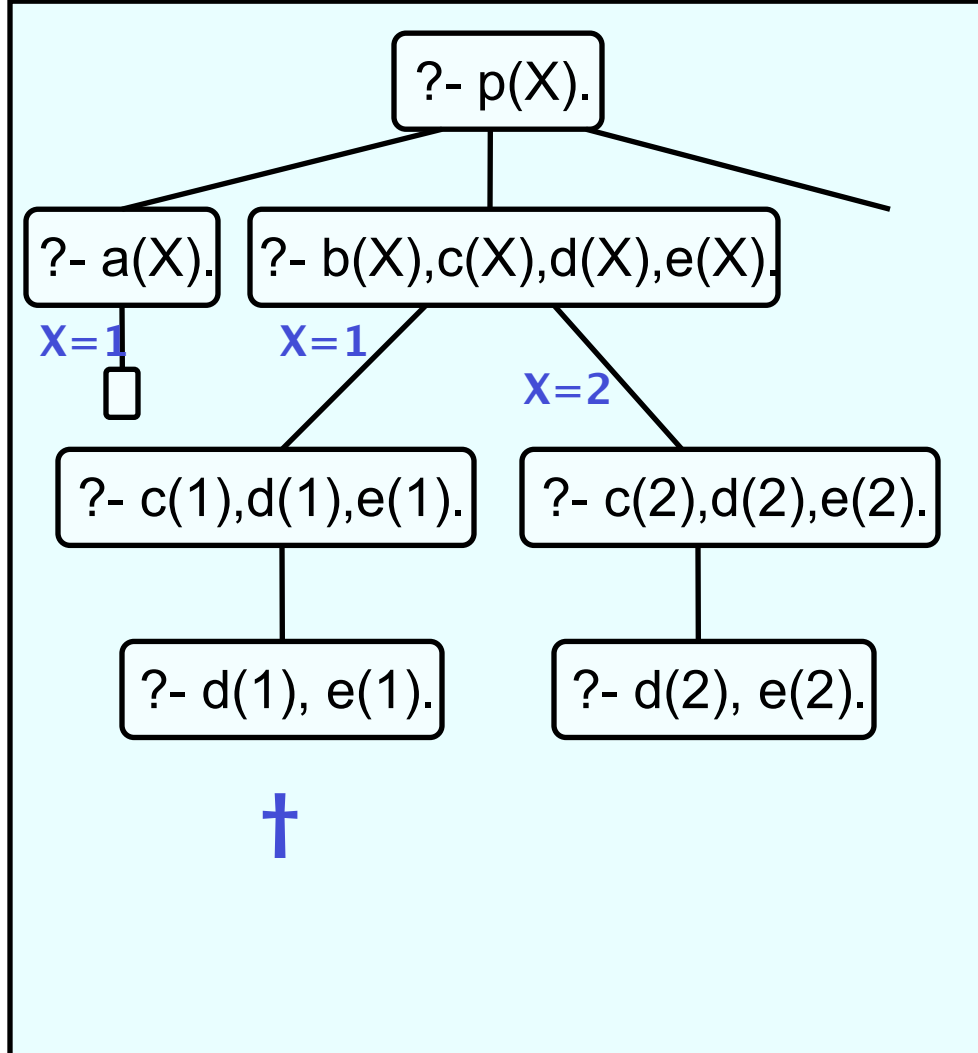 ?- p(X).
?- a(X).
?- b(X),c(X),d(X),e(X).
X=1
X=1
X=2
?- c(1),d(1),e(1).
?- c(2),d(2),e(2).
?- d(1), e(1).
?- d(2), e(2).
†